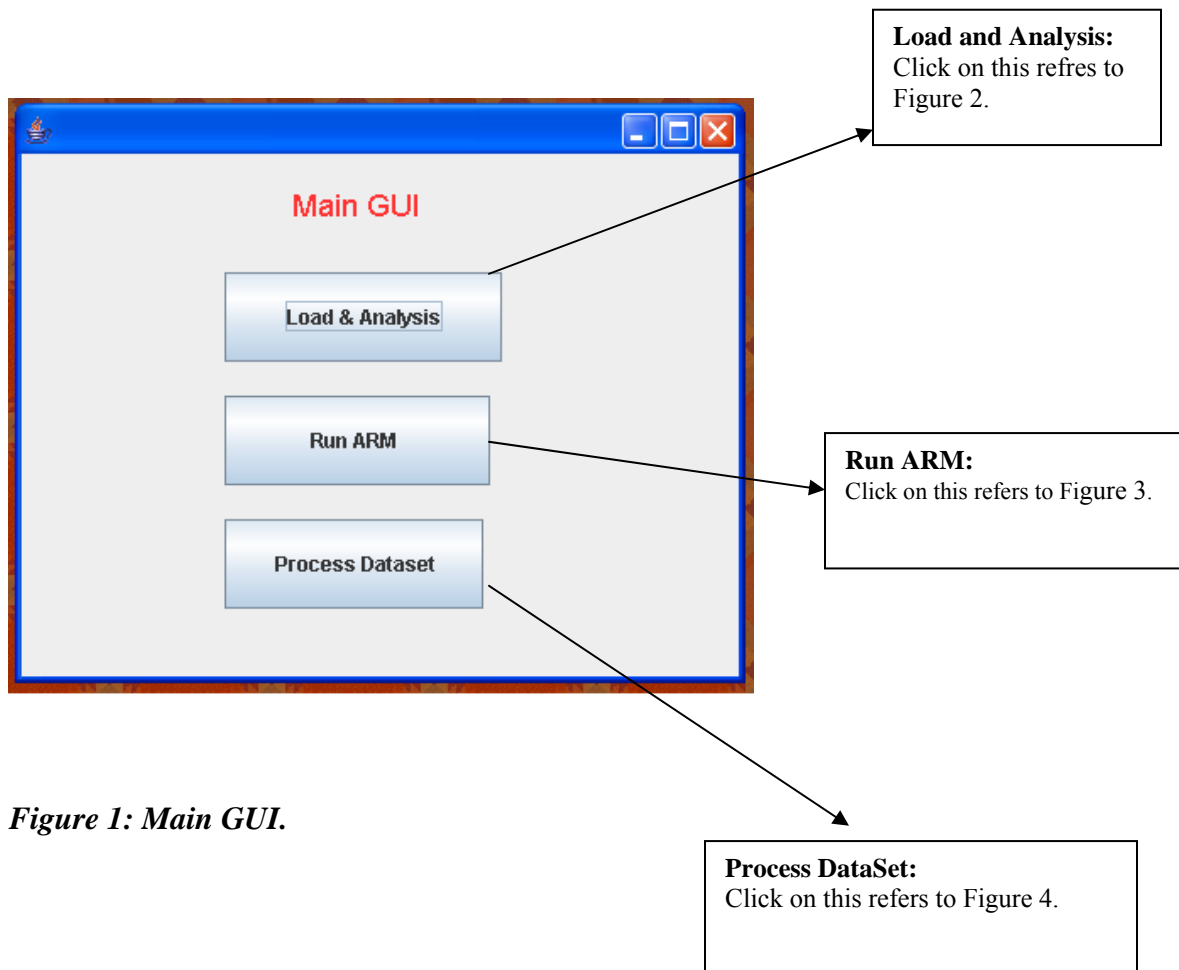 Load and Analysis:
Click on this refres to
Figure 2.
Main GUI
Load & Analysis
Run ARM
Run ARM:
Click on this refers to Figure 3.
Process Dataset
Figure 1: Main GUI.
Process DataSet:
Click on this refers to Figure 4.